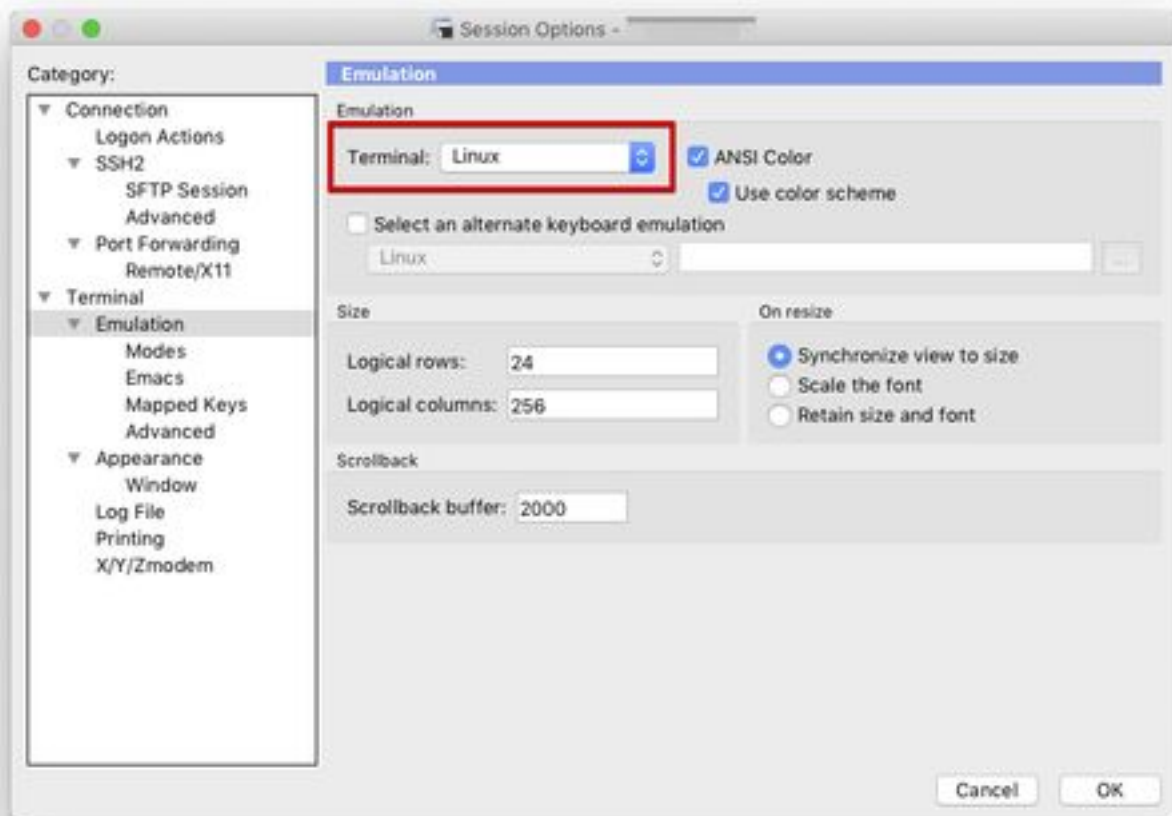 Session Options -
Category:
Connection
Logon Actions
SSH2
SFTP Session
Advanced
Port Forwarding
Remote/X11
Terminal
Emulation
Modes
Emacs
Mapped Keys
Advanced
Appearance
Window
Log File
Printing
X/Y/Zmodem
Emulation
Emulation
Terminal: Linux
ANSI Color
Use color scheme
Select an alternate keyboard emulation
Linux
...
Size
Logical rows: 24
Logical columns: 256
On resize
Synchronize view to size
Scale the font
Retain size and font
Scrollback
Scrollback buffer: 2000
Cancel OK